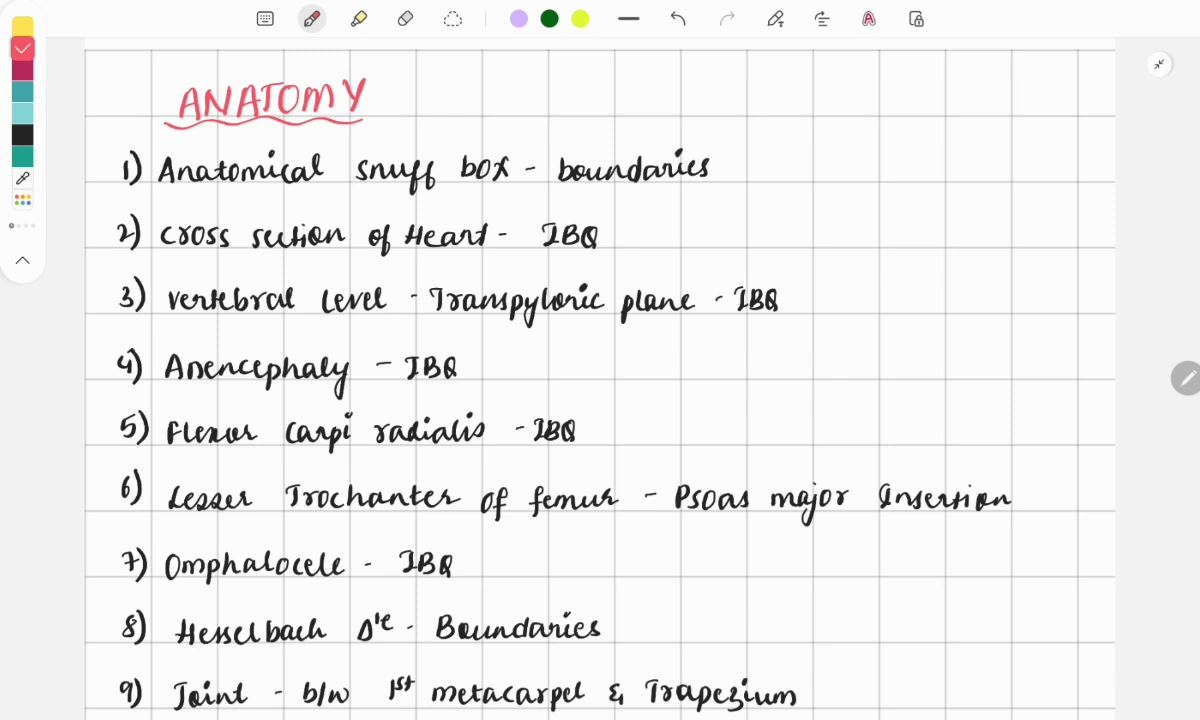 ANATOMY
1) Anatomical snuff box - boundaries
2) Cross section of Heart - IBQ
3) Vertebral Level - Transpyloric plane - IBQ
4) Anencephaly - IBQ
5) Flexor Carpi radialis - IBQ
6) Lesser Trochanter of femur - Psoas major Insertion
7) Omphalocele - IBQ
8) Hesselbach Δle - Boundaries
9) Joint - b/w 1st metacarpel & Trapezium